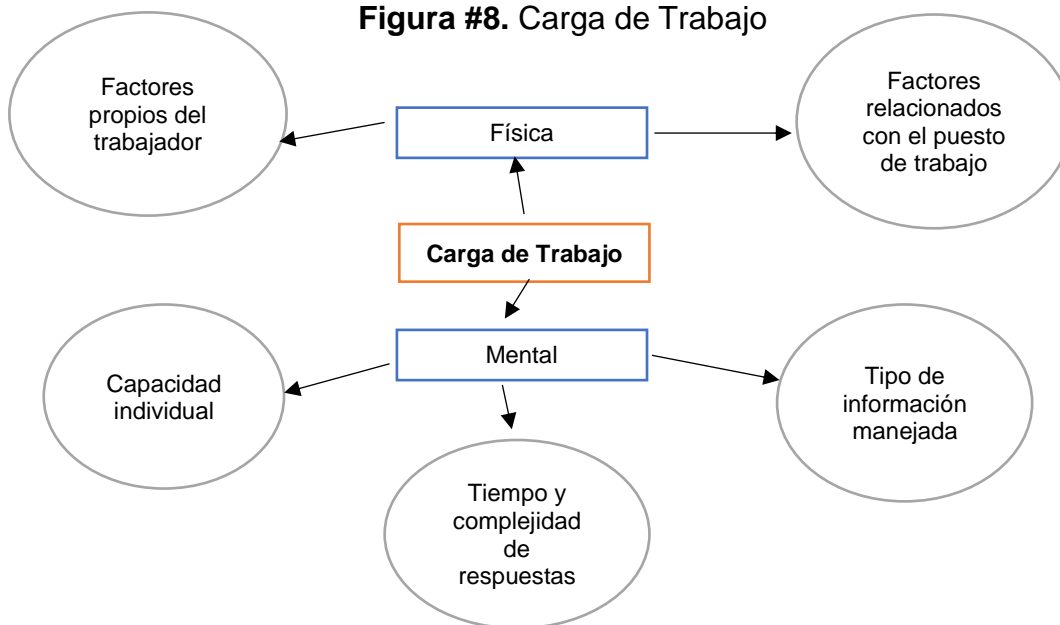 Figura #8. Carga de Trabajo
Factores
propios del
trabajador
Física
Factores
relacionados
con el puesto
de trabajo
Carga de Trabajo
Mental
Capacidad
individual
Tipo de
información
manejada
Tiempo y
complejidad
de
respuestas